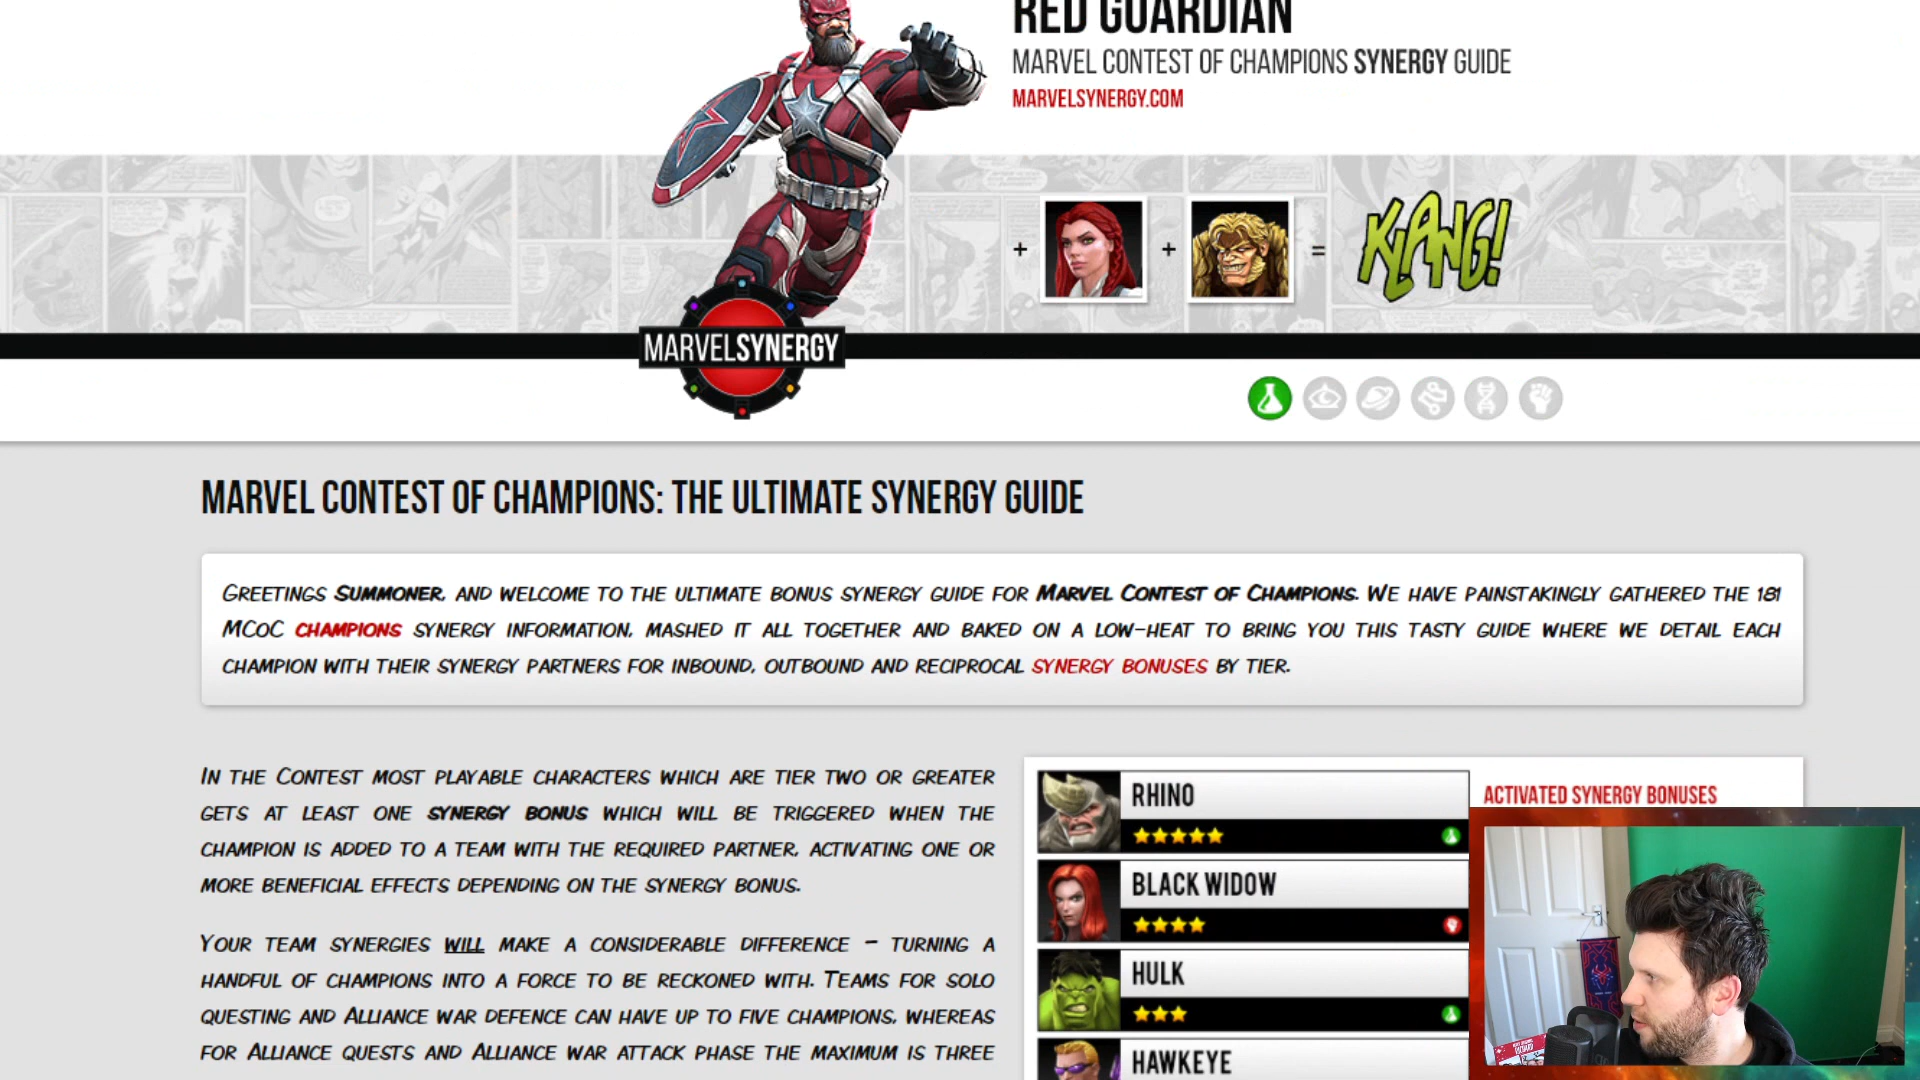 RED GUARDIAN
MARVEL CONTEST OF CHAMPIONS SYNERGY GUIDE
MARVELSYNERGY.COM
+ + = KLANG!
MARVELSYNERGY
MARVEL CONTEST OF CHAMPIONS: THE ULTIMATE SYNERGY GUIDE
GREETINGS SUMMONER, AND WELCOME TO THE ULTIMATE BONUS SYNERGY GUIDE FOR MARVEL CONTEST OF CHAMPIONS. WE HAVE PAINSTAKINGLY GATHERED THE 181
MCOC CHAMPIONS SYNERGY INFORMATION, MASHED IT ALL TOGETHER AND BAKED ON A LOW-HEAT TO BRING YOU THIS TASTY GUIDE WHERE WE DETAIL EACH
CHAMPION WITH THEIR SYNERGY PARTNERS FOR INBOUND, OUTBOUND AND RECIPROCAL SYNERGY BONUSES BY TIER.
IN THE CONTEST MOST PLAYABLE CHARACTERS WHICH ARE TIER TWO OR GREATER
GETS AT LEAST ONE SYNERGY BONUS WHICH WILL BE TRIGGERED WHEN THE
CHAMPION IS ADDED TO A TEAM WITH THE REQUIRED PARTNER, ACTIVATING ONE OR
MORE BENEFICIAL EFFECTS DEPENDING ON THE SYNERGY BONUS.
YOUR TEAM SYNERGIES WILL MAKE A CONSIDERABLE DIFFERENCE - TURNING A
HANDFUL OF CHAMPIONS INTO A FORCE TO BE RECKONED WITH. TEAMS FOR SOLO
QUESTING AND ALLIANCE WAR DEFENCE CAN HAVE UP TO FIVE CHAMPIONS, WHEREAS
FOR ALLIANCE QUESTS AND ALLIANCE WAR ATTACK PHASE THE MAXIMUM IS THREE
RHINO
BLACK WIDOW
HULK
HAWKEYE
ACTIVATED SYNERGY BONUSES